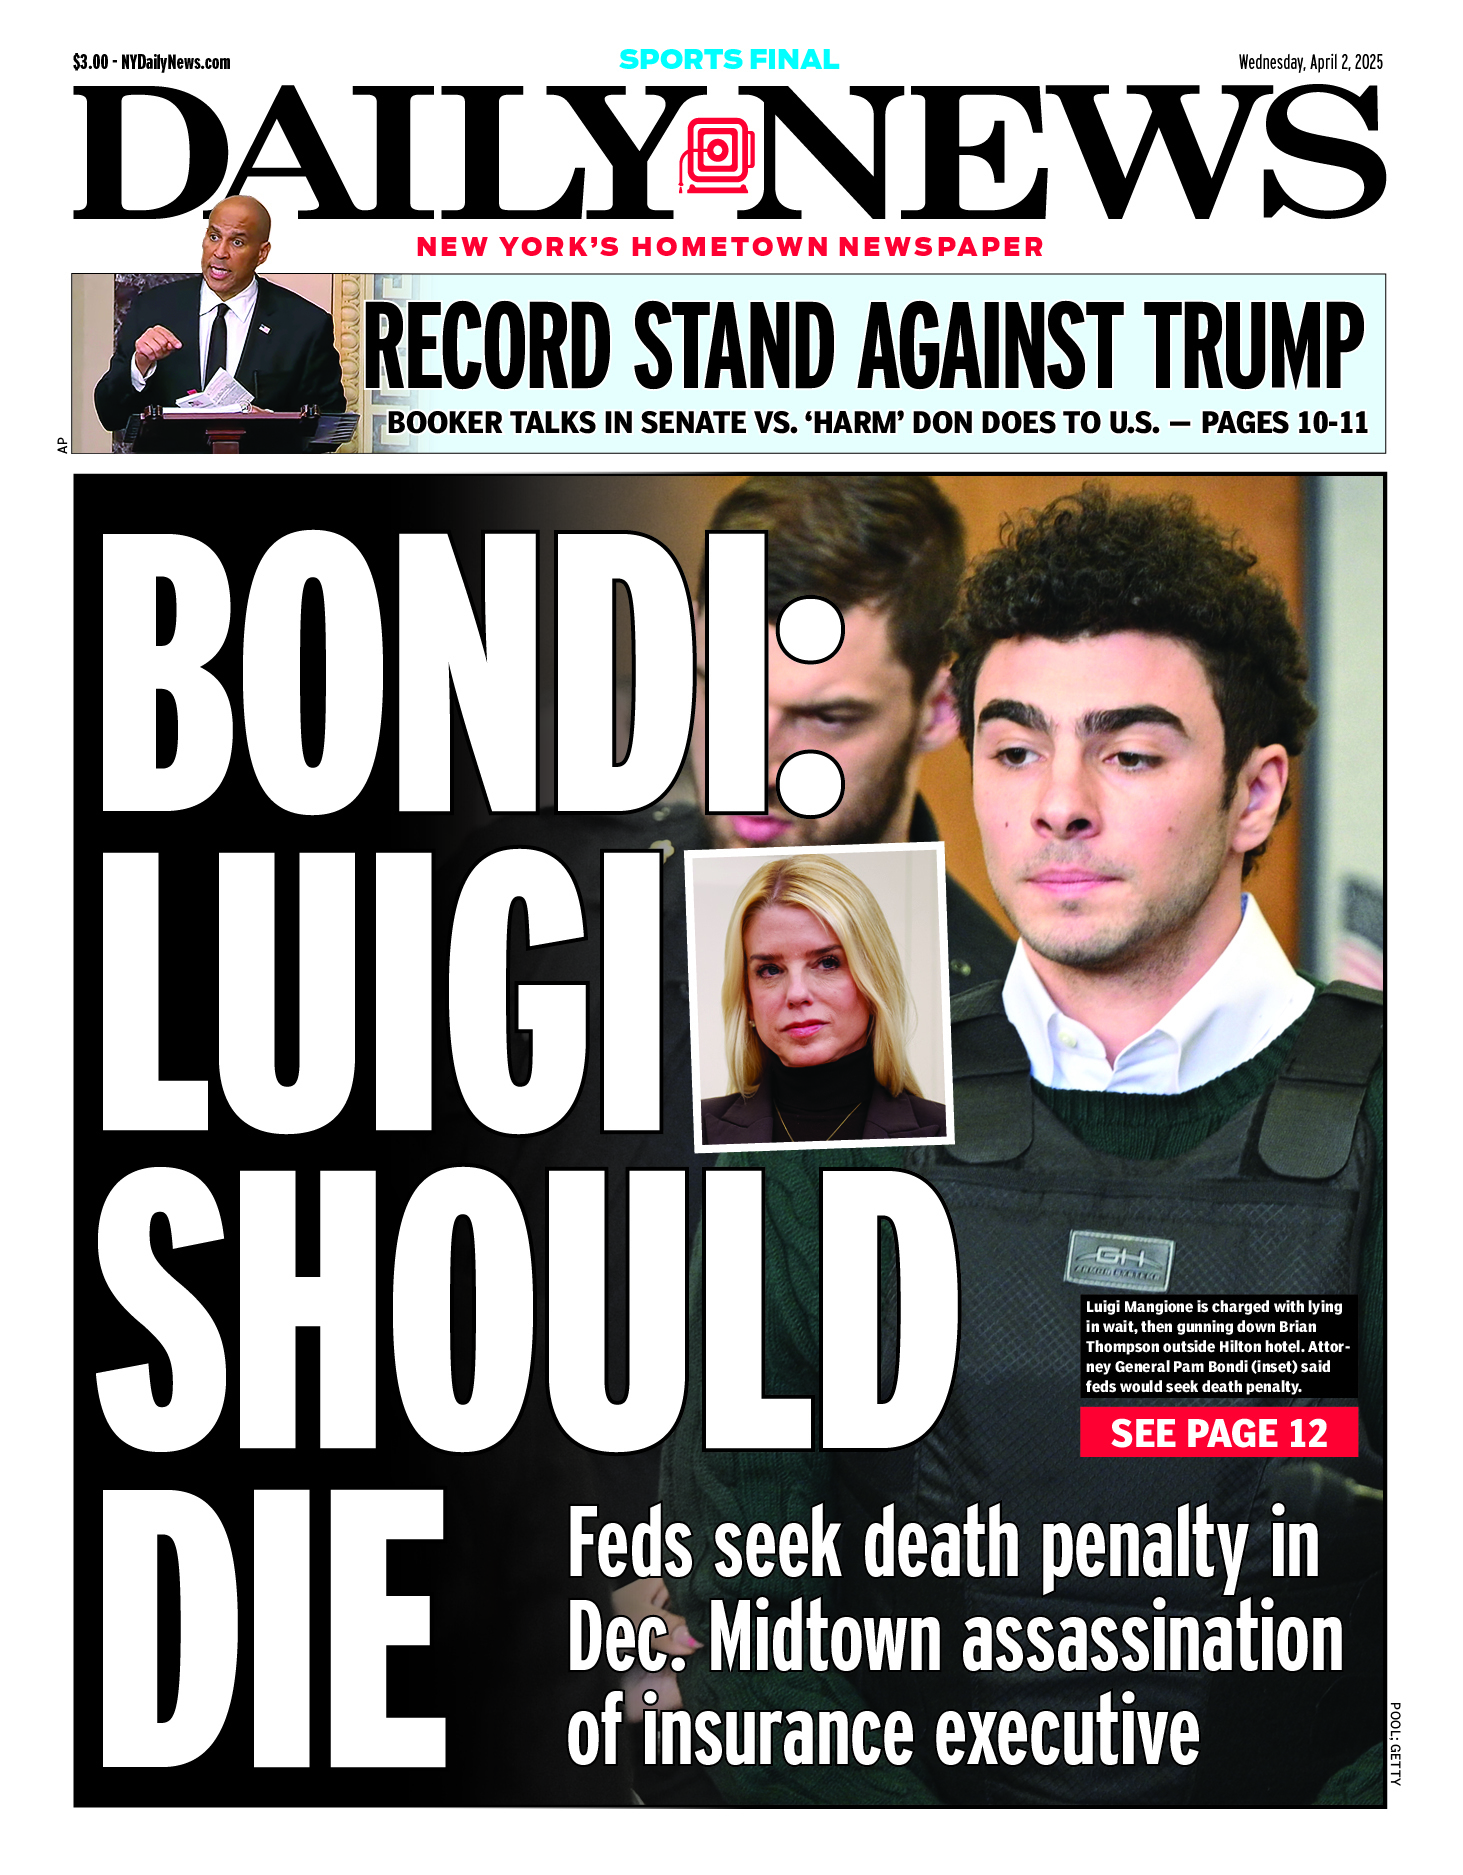 $3.00 - NYDailyNews.com
SPORTS FINAL
Wednesday, April 2, 2025
DAILY NEWS
NEW YORK'S HOMETOWN NEWSPAPER
RECORD STAND AGAINST TRUMP
BOOKER TALKS IN SENATE VS. ‘HARM’ DON DOES TO U.S. — PAGES 10-11
AP
BONDI:
LUIGI
SHOULD
DIE
GH
ARMOR SYSTEMS
Luigi Mangione is charged with lying
in wait, then gunning down Brian
Thompson outside Hilton hotel. Attor-
ney General Pam Bondi (inset) said
feds would seek death penalty.
SEE PAGE 12
Feds seek death penalty in
Dec. Midtown assassination
of insurance executive
POOL; GETTY